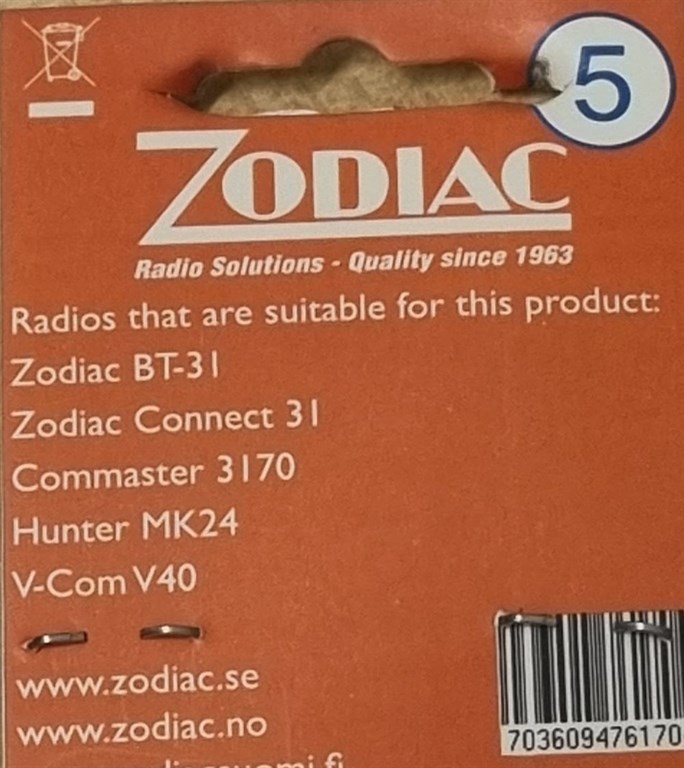 5
ZODIAC
Radio Solutions - Quality since 1963
Radios that are suitable for this product:
Zodiac BT-31
Zodiac Connect 31
Commaster 3170
Hunter MK24
V-Com V40
www.zodiac.se
www.zodiac.no
703609476170